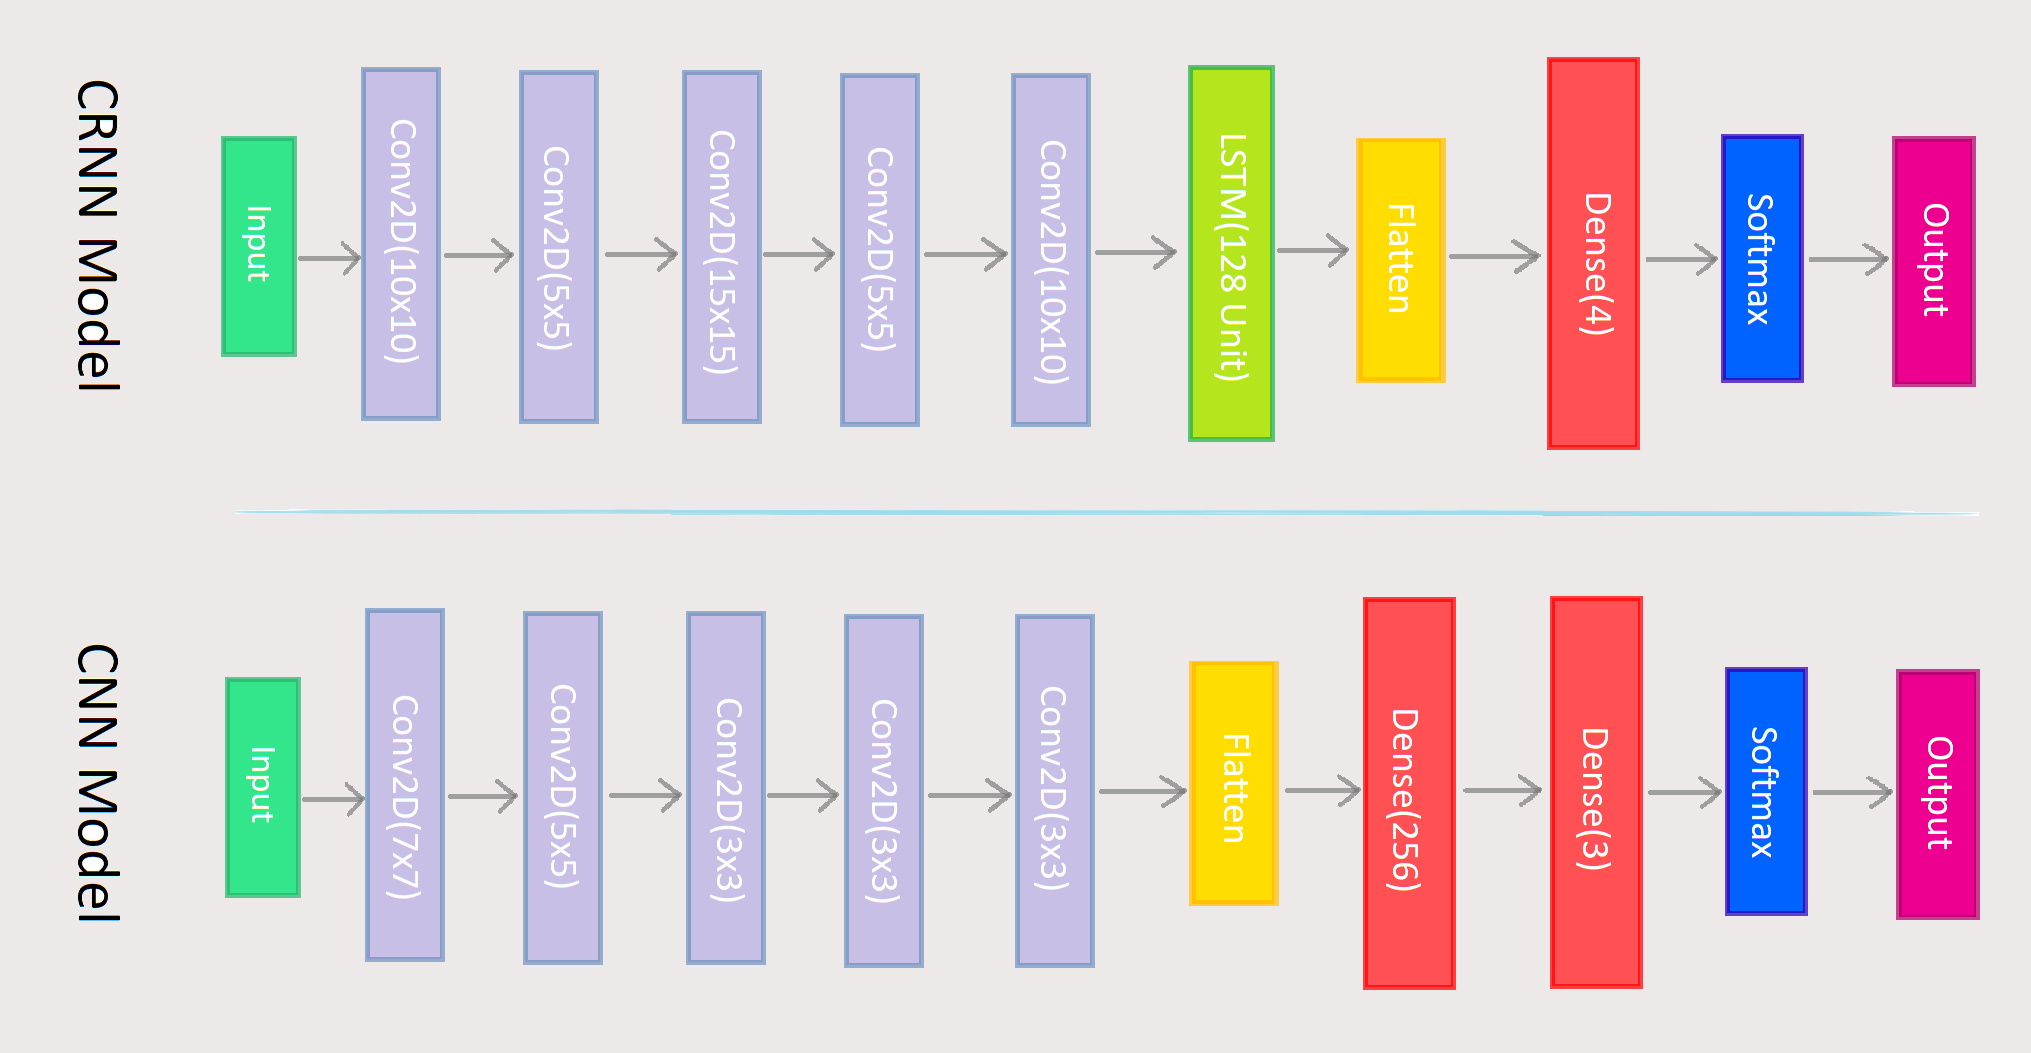 CRNN Model
Input
Conv2D(10x10)
Conv2D(5x5)
Conv2D(15x15)
Conv2D(5x5)
Conv2D(10x10)
LSTM(128 Unit)
Flatten
Dense(4)
Softmax
Output
CNN Model
Input
Conv2D(7x7)
Conv2D(5x5)
Conv2D(3x3)
Conv2D(3x3)
Conv2D(3x3)
Flatten
Dense(256)
Dense(3)
Softmax
Output